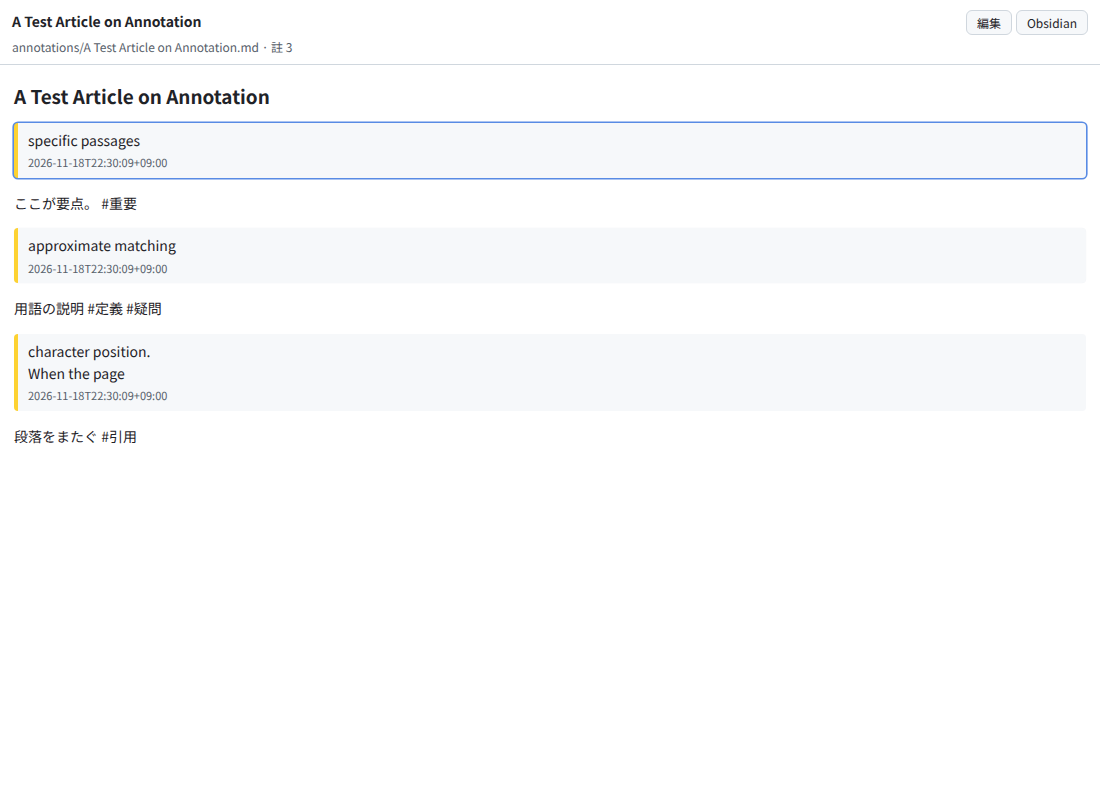 A Test Article on Annotation
編集
Obsidian
annotations/A Test Article on Annotation.md · 註 3
A Test Article on Annotation
specific passages
2026-11-18T22:30:09+09:00
ここが要点。 #重要
approximate matching
2026-11-18T22:30:09+09:00
用語の説明 #定義 #疑問
character position.
When the page
2026-11-18T22:30:09+09:00
段落をまたぐ #引用